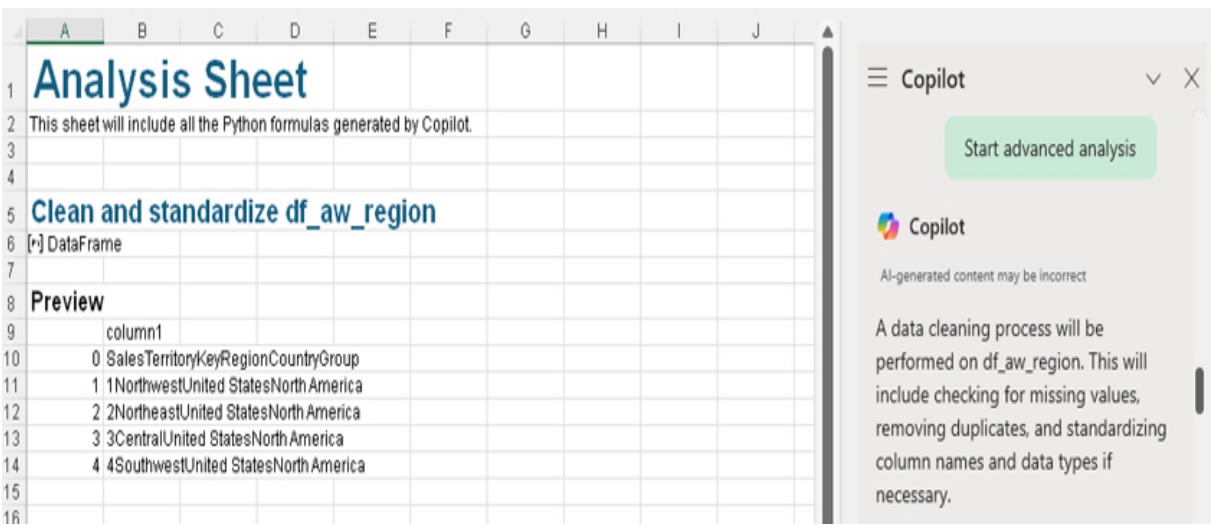 A B C D E F G H I J
1 Analysis Sheet
2 This sheet will include all the Python formulas generated by Copilot.
3
4
5 Clean and standardize df_aw_region
6 DataFrame
7
8 Preview
9 column1
10 0 SalesTerritoryKeyRegionCountryGroup
11 1 1NorthwestUnited StatesNorth America
12 2 2NortheastUnited StatesNorth America
13 3 3CentralUnited StatesNorth America
14 4 4SouthwestUnited StatesNorth America
15
16
Copilot
Start advanced analysis
Copilot
AI-generated content may be incorrect
A data cleaning process will be
performed on df_aw_region. This will
include checking for missing values,
removing duplicates, and standardizing
column names and data types if
necessary.